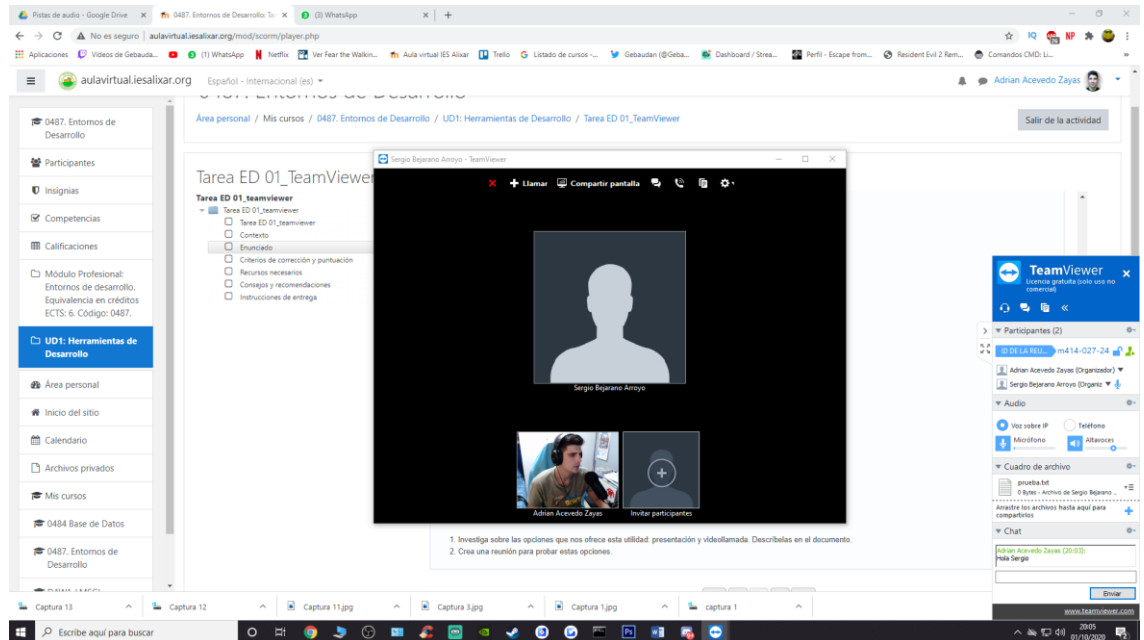 Pistas de audio - Google Drive
0487. Entornos de Desarrollo: Ta
(3) WhatsApp
No es seguro | aulavirtual.iesalixar.org/mod/scorm/player.php
IQ
NP
Aplicaciones
Vídeos de Gebauda...
(1) WhatsApp
Netflix
Ver Fear the Walkin...
Aula virtual IES Alixar
Trello
Listado de cursos -...
Gebaudan (@Geba...
Dashboard / Strea...
Perfil - Escape from...
Resident Evil 2 Rem...
Comandos CMD: Li...
aulavirtual.iesalixar.org
Español - Internacional (es)
Adrian Acevedo Zayas
0487. Entornos de Desarrollo
Participantes
Insignias
Competencias
Calificaciones
Módulo Profesional:
Entornos de desarrollo.
Equivalencia en créditos
ECTS: 6. Código: 0487.
UD1: Herramientas de
Desarrollo
Área personal
Inicio del sitio
Calendario
Archivos privados
Mis cursos
0484 Base de Datos
0487. Entornos de
Desarrollo
0487. Entornos de Desarrollo
Área personal / Mis cursos / 0487. Entornos de Desarrollo / UD1: Herramientas de Desarrollo / Tarea ED 01_TeamViewer
Salir de la actividad
Tarea ED 01_TeamViewer
Tarea ED 01_teamviewer
Tarea ED 01_teamviewer
Tarea ED 01_teamviewer
Contexto
Enunciado
Criterios de corrección y puntuación
Recursos necesarios
Consejos y recomendaciones
Instrucciones de entrega
Sergio Bejarano Arroyo - TeamViewer
Llamar
Compartir pantalla
Sergio Bejarano Arroyo
Adrian Acevedo Zayas
Invitar participantes
1. Investiga sobre las opciones que nos ofrece esta utilidad: presentación y videollamada. Descríbelas en el documento.
2. Crea una reunión para probar estas opciones.
TeamViewer
Licencia gratuita (solo uso no
comercial)
Participantes (2)
ID DE LA REU...
m414-027-24
Adrian Acevedo Zayas (Organizador)
Sergio Bejarano Arroyo (Organiz
Audio
Voz sobre IP
Teléfono
Micrófono
Altavoces
Cuadro de archivo
prueba.txt
0 Bytes - Archivo de Sergio Bejarano ...
Arrastre los archivos hasta aquí para
compartirlos
Chat
Adrian Acevedo Zayas (20:03):
Hola Sergio
Enviar
www.teamviewer.com
Captura 13
Captura 12
Captura 11.jpg
Captura 3.jpg
Captura 1.jpg
captura 1
Escribe aquí para buscar
20:05
01/10/2020